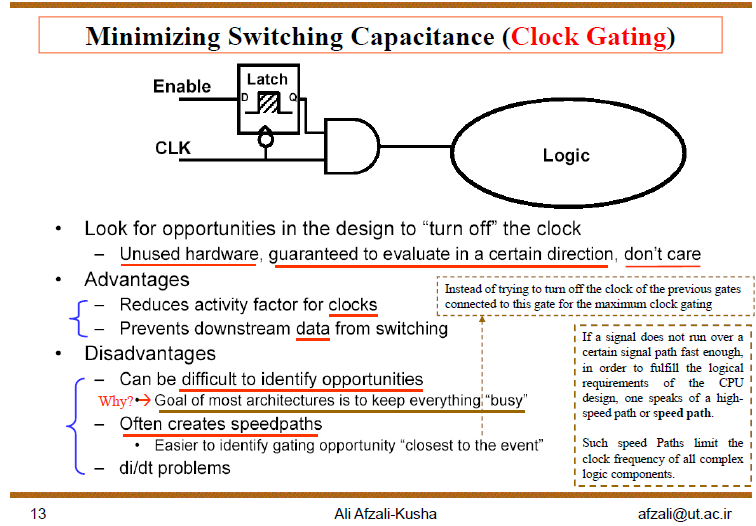 Minimizing Switching Capacitance (Clock Gating)
Enable
Latch
D
Q
CLK
Logic
• Look for opportunities in the design to “turn off” the clock
– Unused hardware, guaranteed to evaluate in a certain direction, don’t care
• Advantages
– Reduces activity factor for clocks
– Prevents downstream data from switching
Instead of trying to turn off the clock of the previous gates
connected to this gate for the maximum clock gating
• Disadvantages
– Can be difficult to identify opportunities
Why? Goal of most architectures is to keep everything “busy”
– Often creates speedpaths
• Easier to identify gating opportunity “closest to the event”
– di/dt problems
If a signal does not run over a
certain signal path fast enough,
in order to fulfill the logical
requirements of the CPU
design, one speaks of a high-
speed path or speed path.
Such speed Paths limit the
clock frequency of all complex
logic components.
13
Ali Afzali-Kusha
afzali@ut.ac.ir